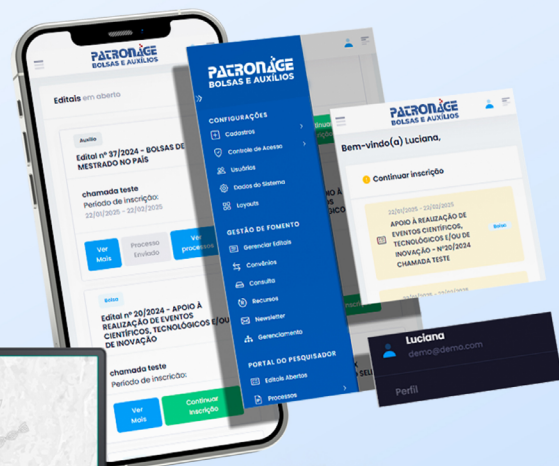 PATRONAGE
BOLSAS E AUXÍLIOS
Editais em aberto
Auxílio
Edital nº 37/2024 - BOLSAS DE
MESTRADO NO PAÍS
chamada teste
Período de inscrição:
22/01/2025 - 22/02/2025
Ver
Mais
Processo
Enviado
Ver
processos
Bolsa
Edital nº 20/2024 - APOIO À
REALIZAÇÃO DE EVENTOS
CIENTÍFICOS, TECNOLÓGICOS E/OU
DE INOVAÇÃO
chamada teste
Período de inscrição:
Ver
Mais
Continuar
Inscrição
PATRONAGE
BOLSAS E AUXÍLIOS
CONFIGURAÇÕES
Cadastros
Controle de Acesso
Usuários
Dados do Sistema
Layouts
GESTÃO DE FOMENTO
Gerenciar Editais
Convênios
Consulta
Recursos
Newsletter
Gerenciamento
PORTAL DO PESQUISADOR
Editais Abertos
Processos
PATRONAGE
BOLSAS E AUXÍLIOS
Bem-vindo(a) Luciana,
Continuar inscrição
22/01/2025 - 23/02/2025
APOIO À REALIZAÇÃO DE
EVENTOS CIENTÍFICOS,
TECNOLÓGICOS E/OU DE
INOVAÇÃO - Nº20/2024
CHAMADA TESTE
Bolsa
Luciana
demo@demo.com
Perfil